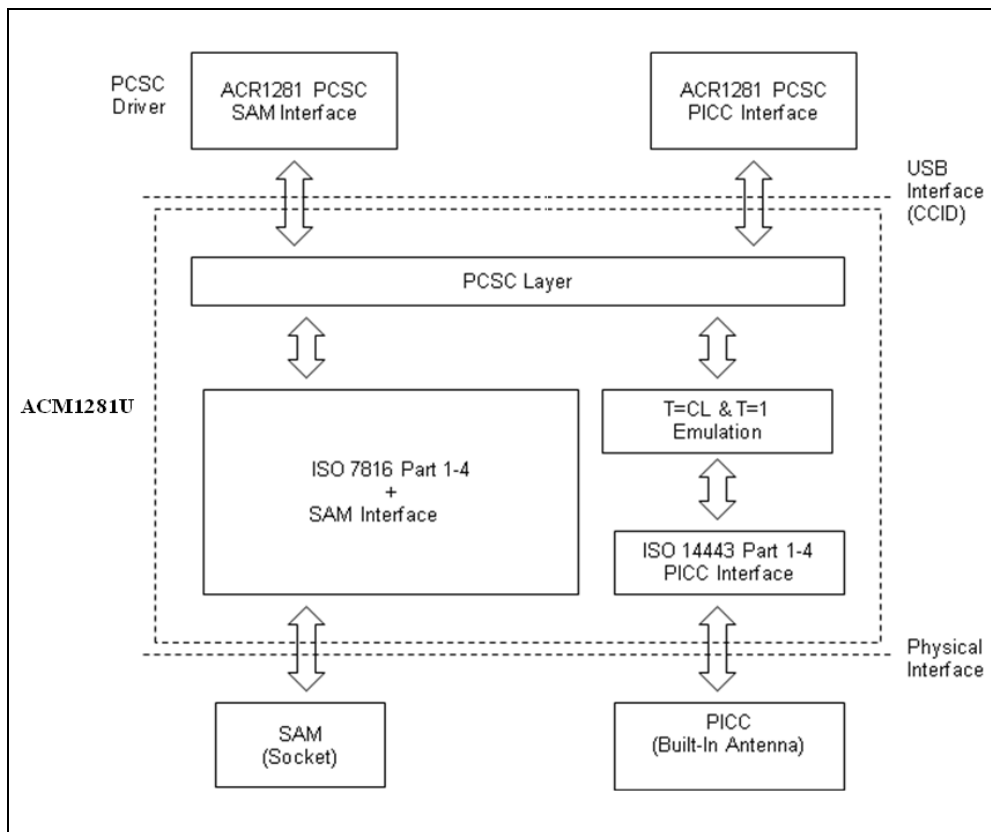 PCSC
Driver
ACR1281 PCSC
SAM Interface
ACR1281 PCSC
PICC Interface
USB
Interface
(CCID)
PCSC Layer
ACM1281U
ISO 7816 Part 1-4
+
SAM Interface
T=CL & T=1
Emulation
ISO 14443 Part 1-4
PICC Interface
Physical
Interface
SAM
(Socket)
PICC
(Built-In Antenna)